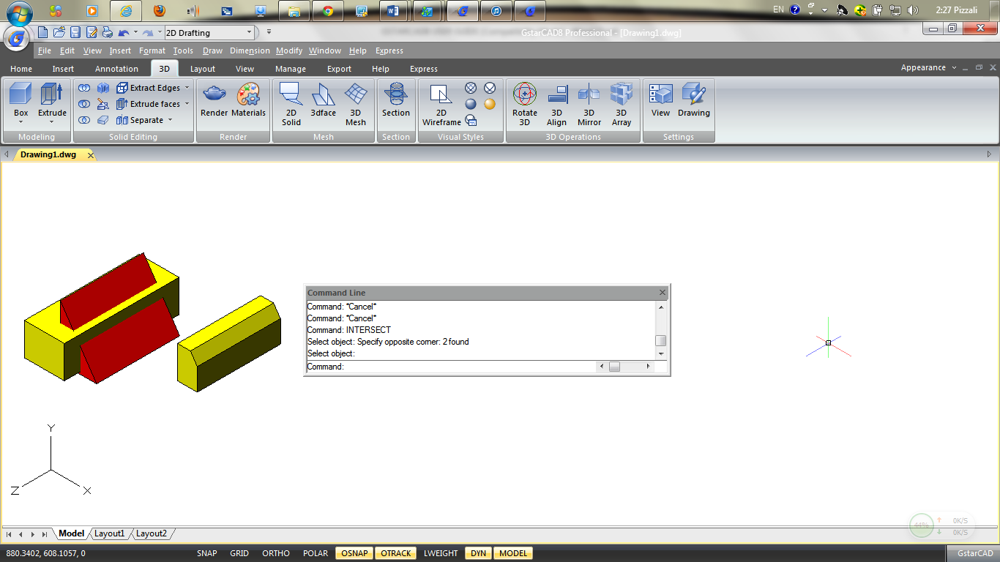 EN
2:27 Pizzali
2D Drafting
GstarCAD8 Professional - [Drawing1.dwg]
File Edit View Insert Format Tools Draw Dimension Modify Window Help Express
Home Insert Annotation 3D Layout View Manage Export Help Express Appearance
Box Extrude
Modeling
Extract Edges
Extrude faces
Separate
Solid Editing
Render Materials
Render
2D Solid 3dface 3D Mesh
Mesh
Section
Section
2D Wireframe
Visual Styles
Rotate 3D 3D Align 3D Mirror 3D Array
3D Operations
View Drawing
Settings
Drawing1.dwg
Command Line
Command: *Cancel*
Command: *Cancel*
Command: INTERSECT
Select object: Specify opposite corner: 2 found
Select object:
Command:
Y
Z X
44% 0K/S
0K/S
Model Layout1 Layout2
880.3402, 608.1057, 0 SNAP GRID ORTHO POLAR OSNAP OTRACK LWEIGHT DYN MODEL GstarCAD